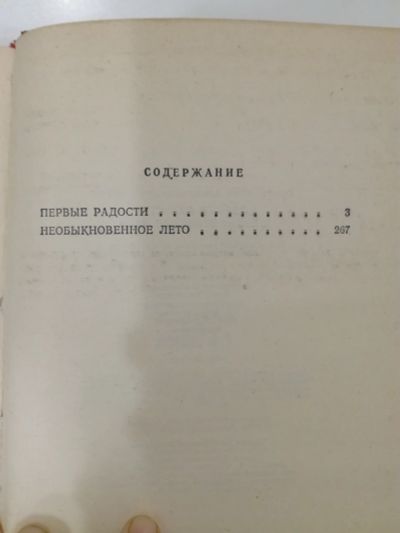 СОДЕРЖАНИЕ
ПЕРВЫЕ РАДОСТИ . . . . . . . . . . . . . 3
НЕОБЫКНОВЕННОЕ ЛЕТО . . . . . . . . . . 267